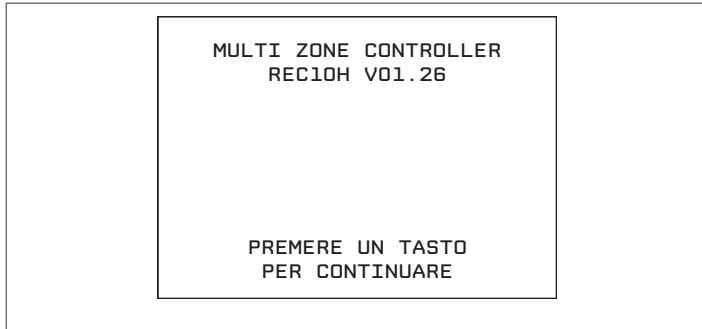 MULTI ZONE CONTROLLER
REC10H V01.26
PREMERE UN TASTO
PER CONTINUARE